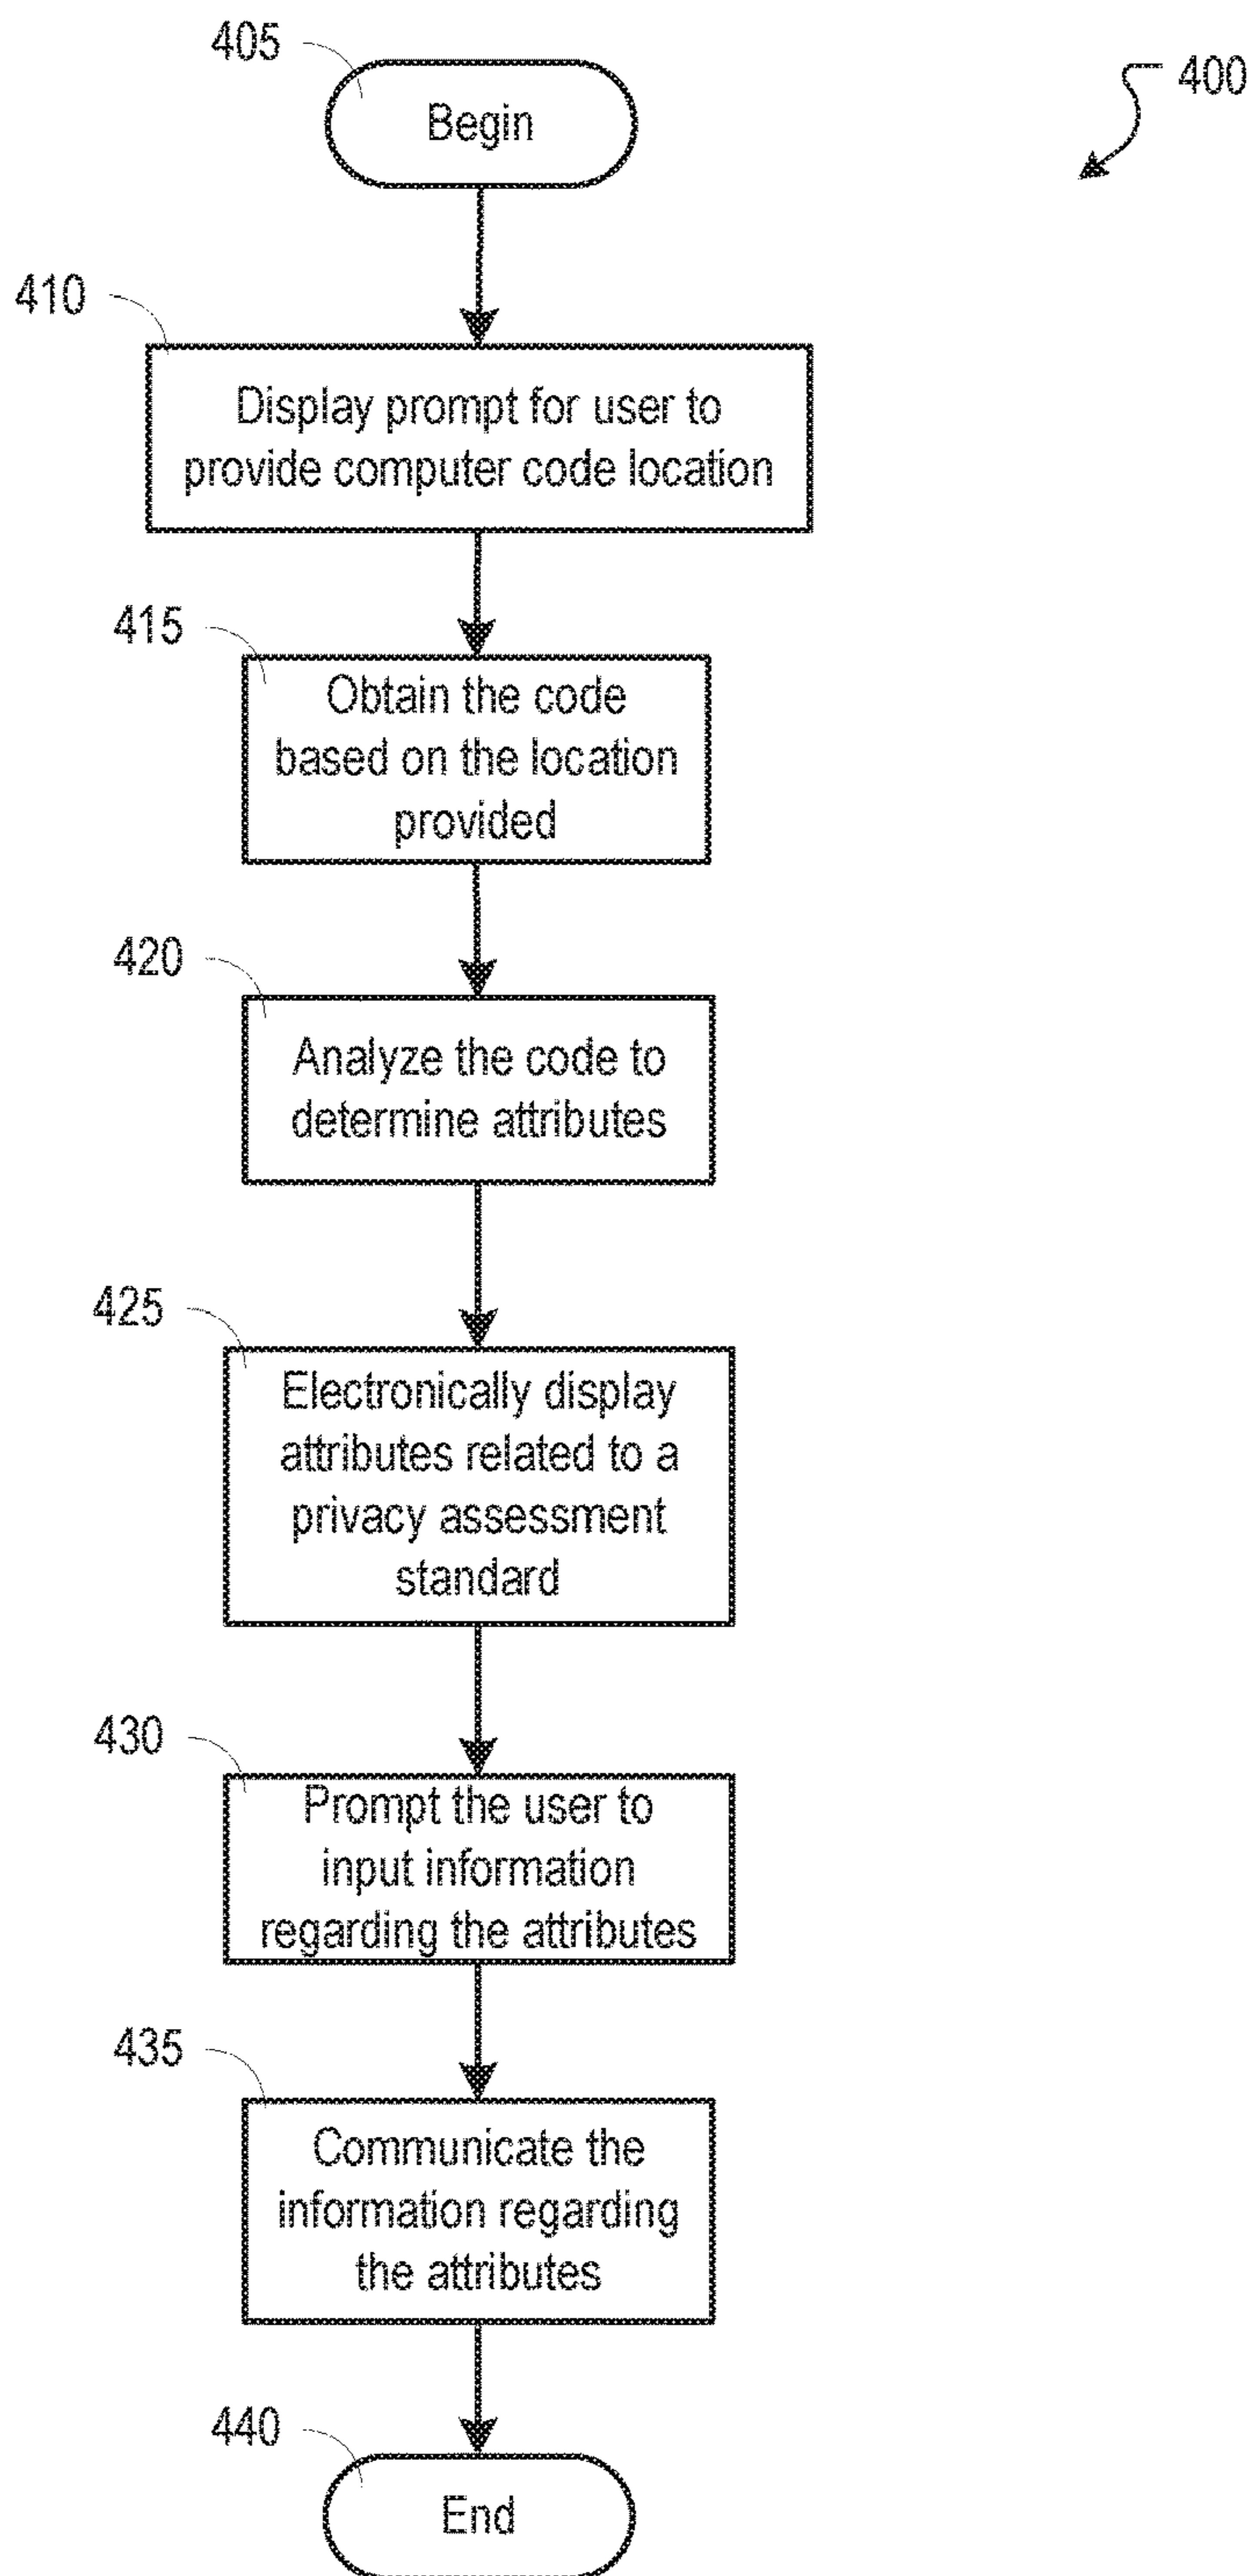 405
Begin
400
410
Display prompt for user to
provide computer code location
415
Obtain the code
based on the location
provided
420
Analyze the code to
determine attributes
425
Electronically display
attributes related to a
privacy assessment
standard
430
Prompt the user to
input information
regarding the attributes
435
Communicate the
information regarding
the attributes
440
End